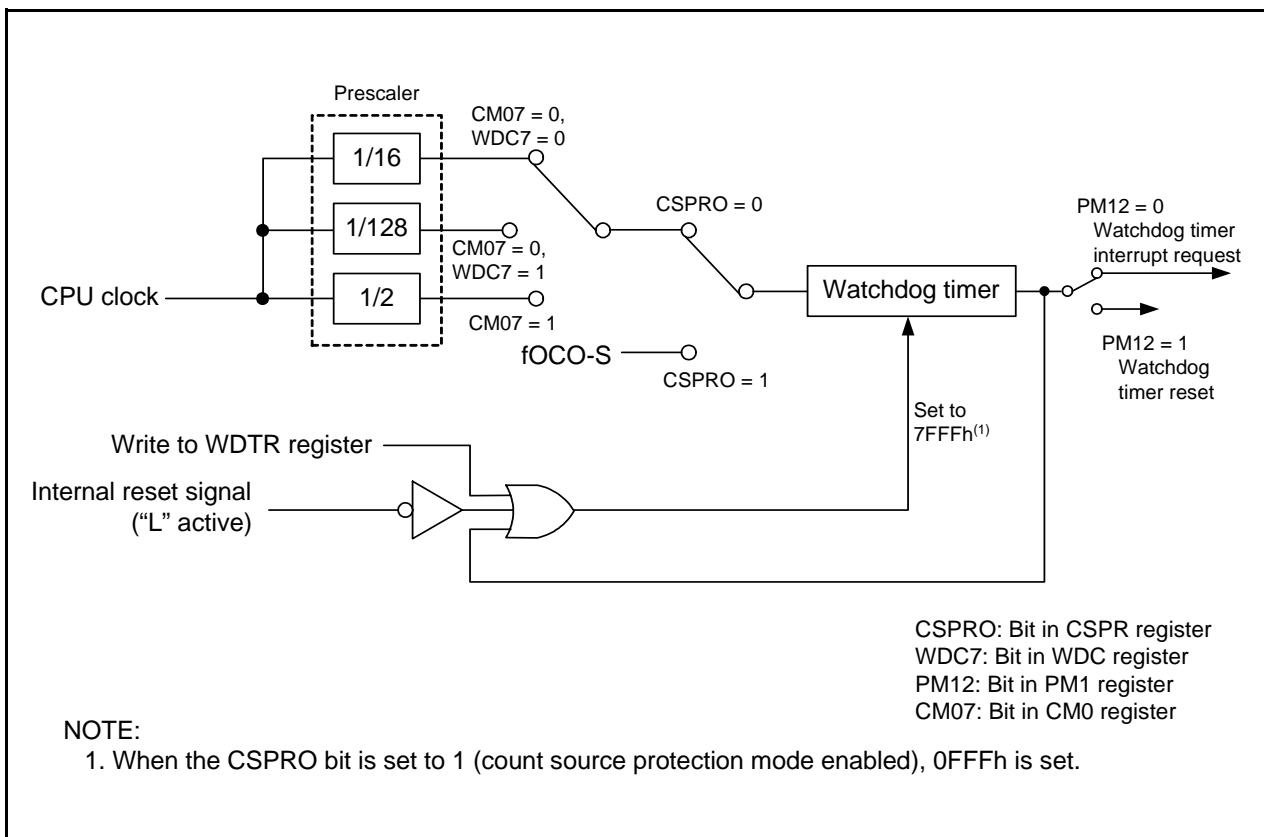 Prescaler
CM07 = 0,
WDC7 = 0
1/16
CSPRO = 0
PM12 = 0
Watchdog timer
interrupt request
1/128
CM07 = 0,
WDC7 = 1
CPU clock
1/2
Watchdog timer
CM07 = 1
fOCO-S
CSPRO = 1
PM12 = 1
Watchdog
timer reset
Set to
7FFFh(1)
Write to WDTR register
Internal reset signal
(“L” active)
CSPRO: Bit in CSPR register
WDC7: Bit in WDC register
PM12: Bit in PM1 register
CM07: Bit in CM0 register
NOTE:
1. When the CSPRO bit is set to 1 (count source protection mode enabled), 0FFFh is set.